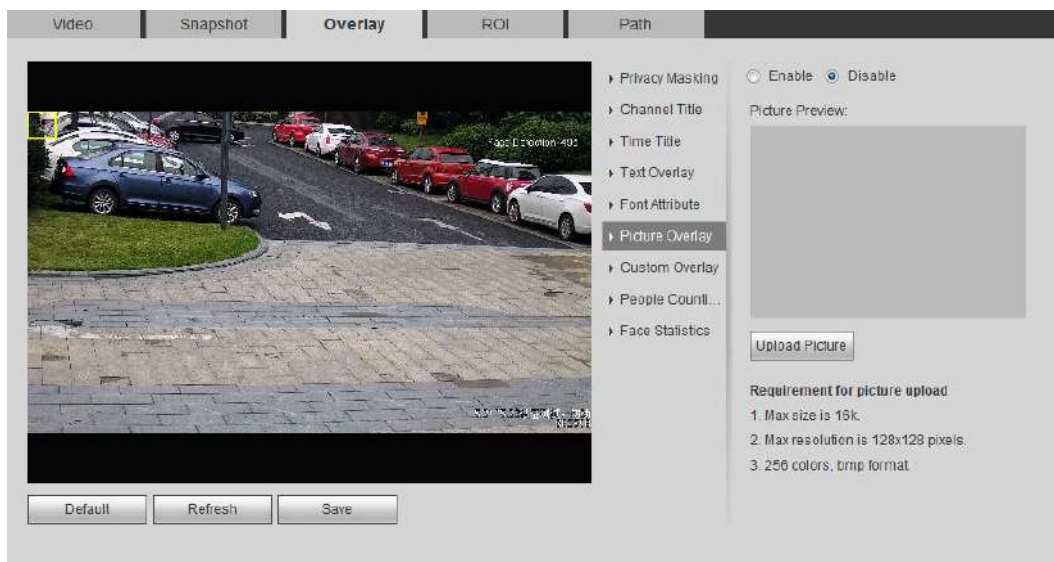 Video Snapshot Overlay ROI Path
Privacy Masking
Channel Title
Time Title
Text Overlay
Font Attribute
Picture Overlay
Custom Overlay
People Counti...
Face Statistics
Enable Disable
Picture Preview:
Upload Picture
Requirement for picture upload
1. Max size is 16k.
2. Max resolution is 128x128 pixels.
3. 256 colors, bmp format
Face Detection
Default Refresh Save